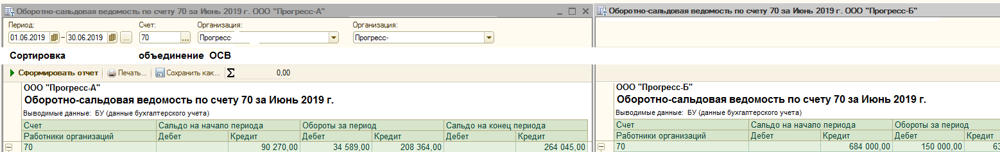 Оборотно-сальдовая ведомость по счету 70 за Июнь 2019 г. ООО "Прогресс-А"
Период: Счет: Организация: Организация:
01.06.2019 – 30.06.2019 ... 70 ... Прогресс- Прогресс-
Сортировка объединение ОСВ
Сформировать отчет Печать... Сохранить как... Σ 0,00
ООО "Прогресс-А"
Оборотно-сальдовая ведомость по счету 70 за Июнь 2019 г.
Выводимые данные: БУ (данные бухгалтерского учета)
Счет Сальдо на начало периода Обороты за период Сальдо на конец периода
Работники организаций Дебет Кредит Дебет Кредит Дебет Кредит
70 90 270,00 34 589,00 208 364,00 264 045,00
Оборотно-сальдовая ведомость по счету 70 за Июнь 2019 г. ООО "Прогресс-Б"
ООО "Прогресс-Б"
Оборотно-сальдовая ведомость по счету 70 за Июнь 2019 г.
Выводимые данные: БУ (данные бухгалтерского учета)
Счет Сальдо на начало периода Обороты за период
Работники организаций Дебет Кредит Дебет Кредит
70 684 000,00 150 000,00 63